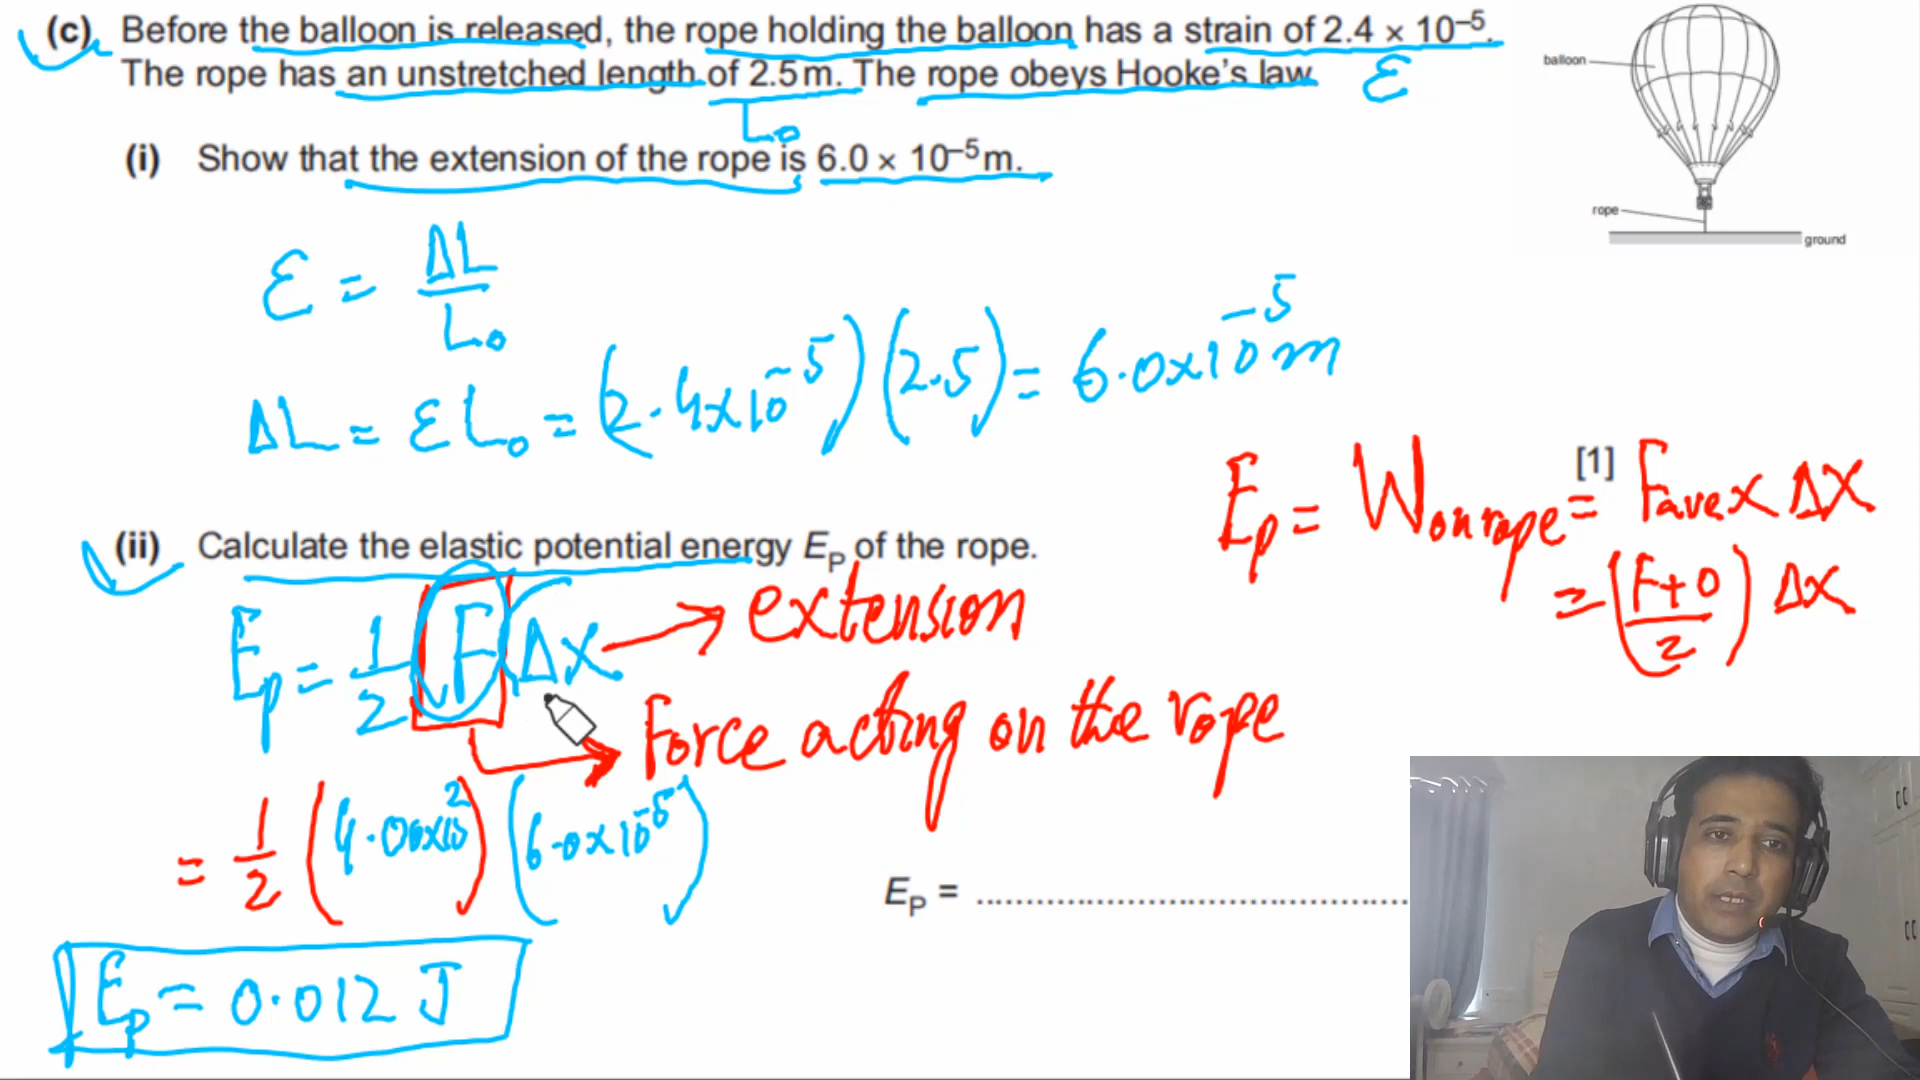 (c) Before the balloon is released, the rope holding the balloon has a strain of 2.4 × 10⁻⁵.
The rope has an unstretched length of 2.5 m. The rope obeys Hooke's law.
ε
L₀
balloon
rope
ground
(i) Show that the extension of the rope is 6.0 × 10⁻⁵ m.
ε = ΔL / L₀
ΔL = εL₀ = (2.4×10⁻⁵)(2.5) = 6.0×10⁻⁵ m
[1]
Ep = W on rope = Fave × ΔX
= (F+0 / 2) ΔX
(ii) Calculate the elastic potential energy EP of the rope.
Ep = 1/2 F Δx
extension
Force acting on the rope
= 1/2 (4.00×10²) (6.0×10⁻⁵)
EP = ............................................
Ep = 0.012 J